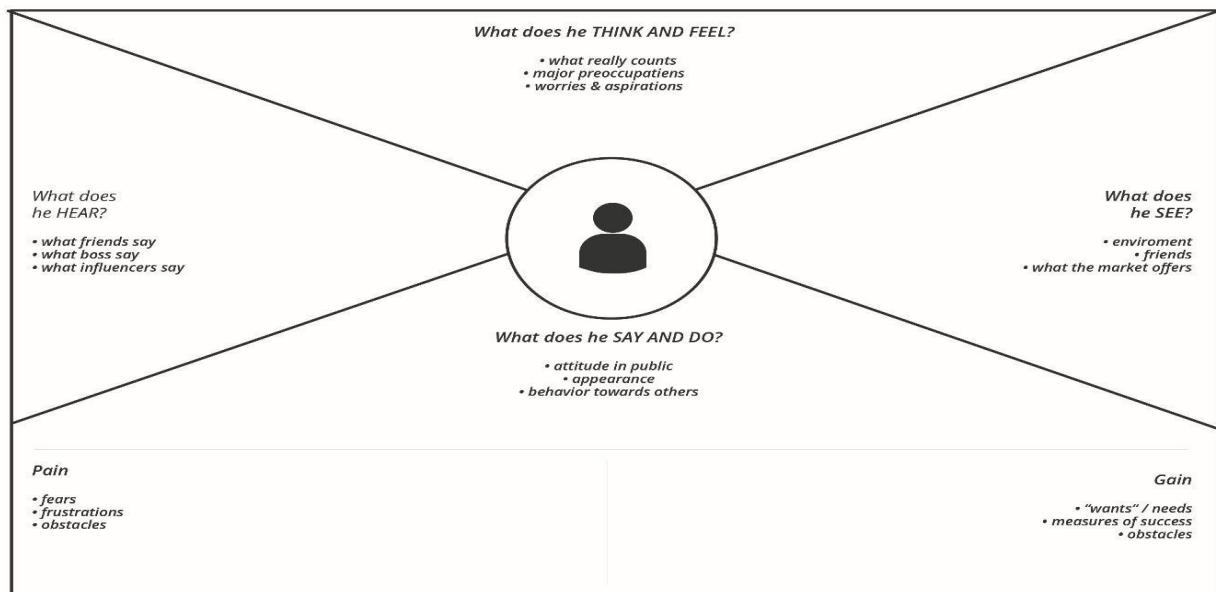 What does he THINK AND FEEL?
• what really counts
• major preoccupatiens
• worries & aspirations
What does
he HEAR?
• what friends say
• what boss say
• what influencers say
What does
he SEE?
• enviroment
• friends
• what the market offers
What does he SAY AND DO?
• attitude in public
• appearance
• behavior towards others
Pain
• fears
• frustrations
• obstacles
Gain
• “wants” / needs
• measures of success
• obstacles